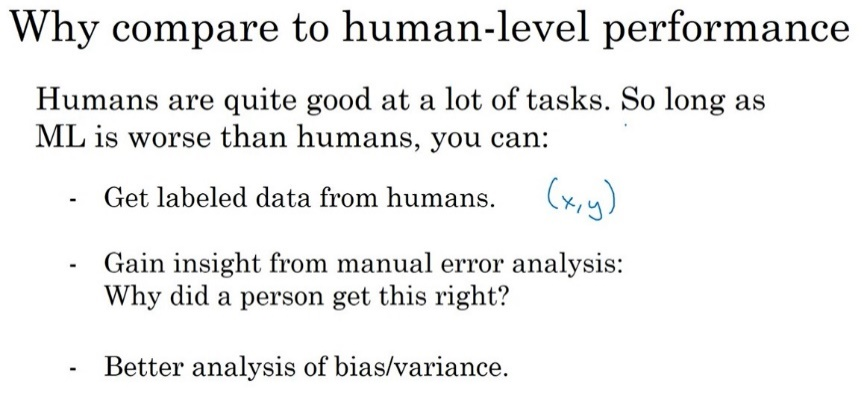 Why compare to human-level performance
Humans are quite good at a lot of tasks. So long as
ML is worse than humans, you can:
- Get labeled data from humans. (x,y)
- Gain insight from manual error analysis:
Why did a person get this right?
- Better analysis of bias/variance.